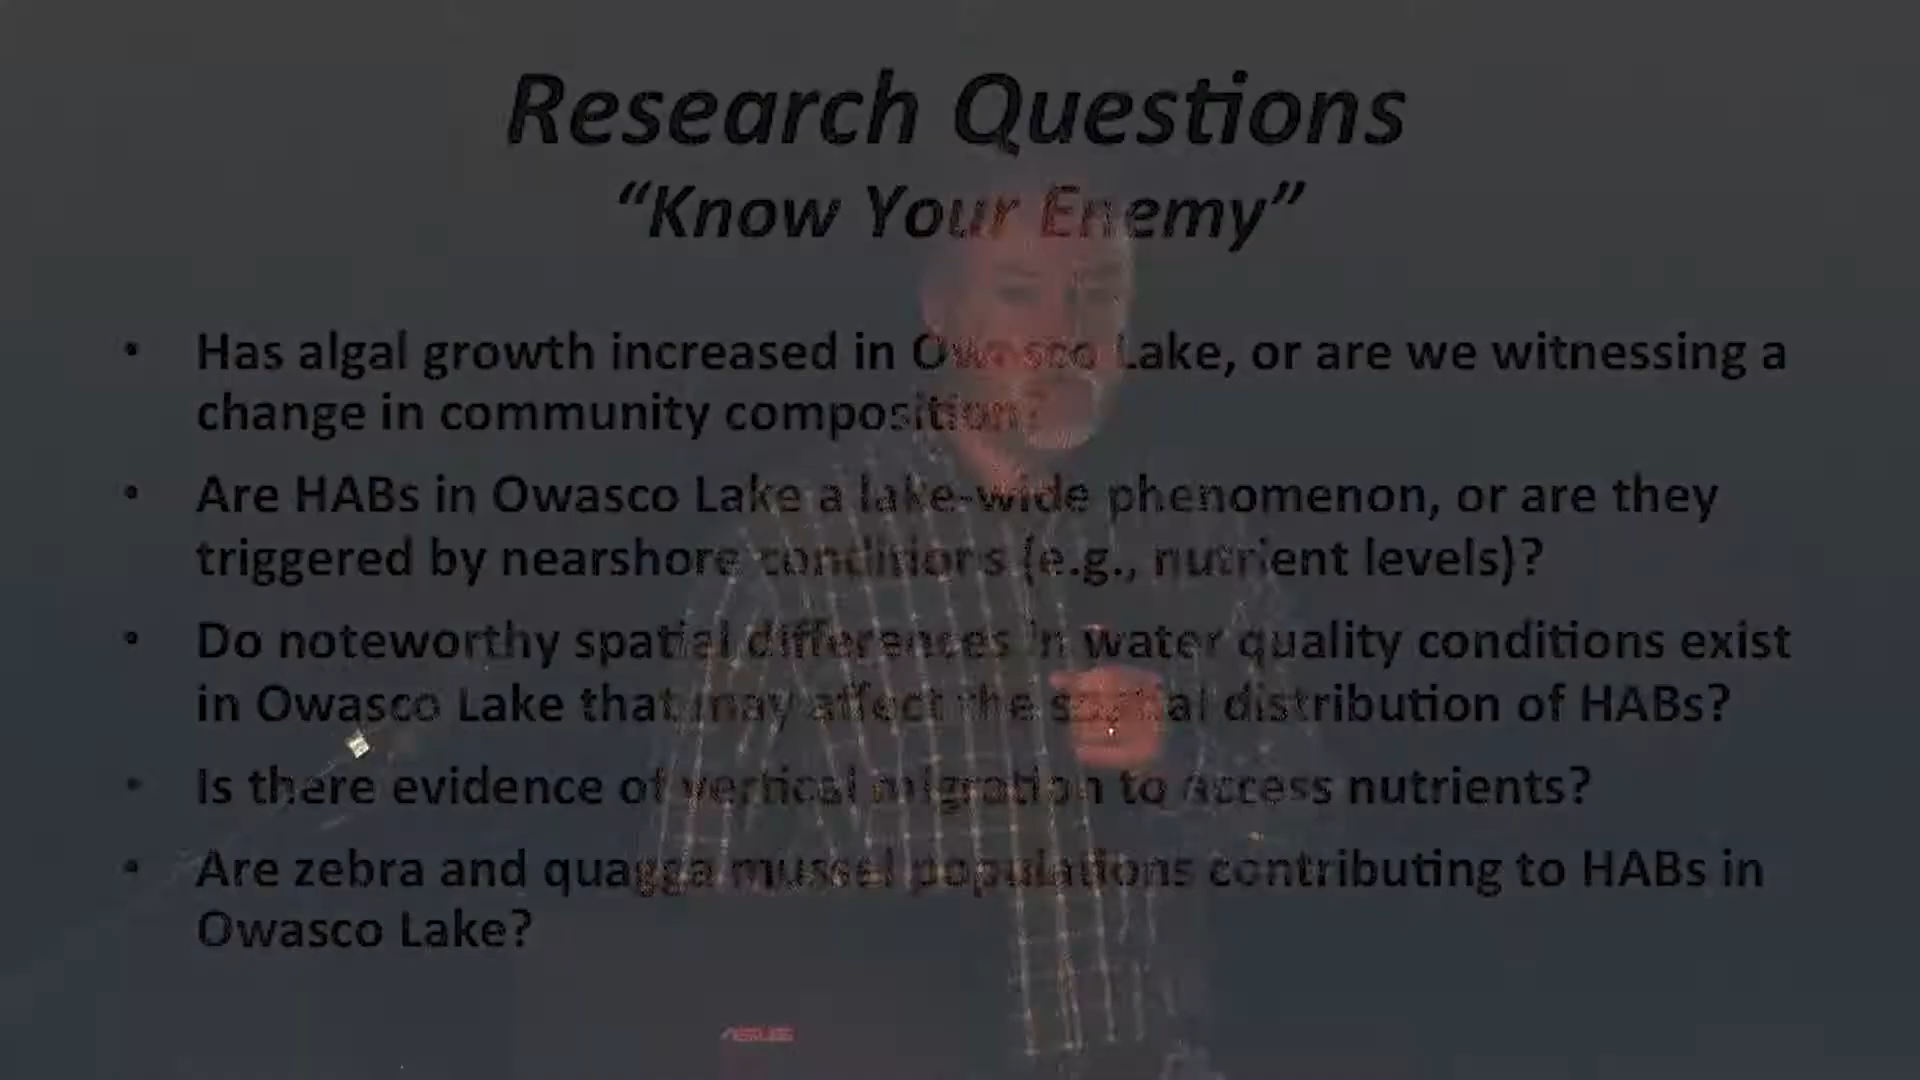 Research Questions
“Know Your Enemy”
• Has algal growth increased in Owasco Lake, or are we witnessing a
change in community composition?
• Are HABs in Owasco Lake a lake-wide phenomenon, or are they
triggered by nearshore conditions (e.g., nutrient levels)?
• Do noteworthy spatial differences in water quality conditions exist
in Owasco Lake that may affect the spatial distribution of HABs?
• Is there evidence of vertical migration to access nutrients?
• Are zebra and quagga mussel populations contributing to HABs in
Owasco Lake?
ASUS